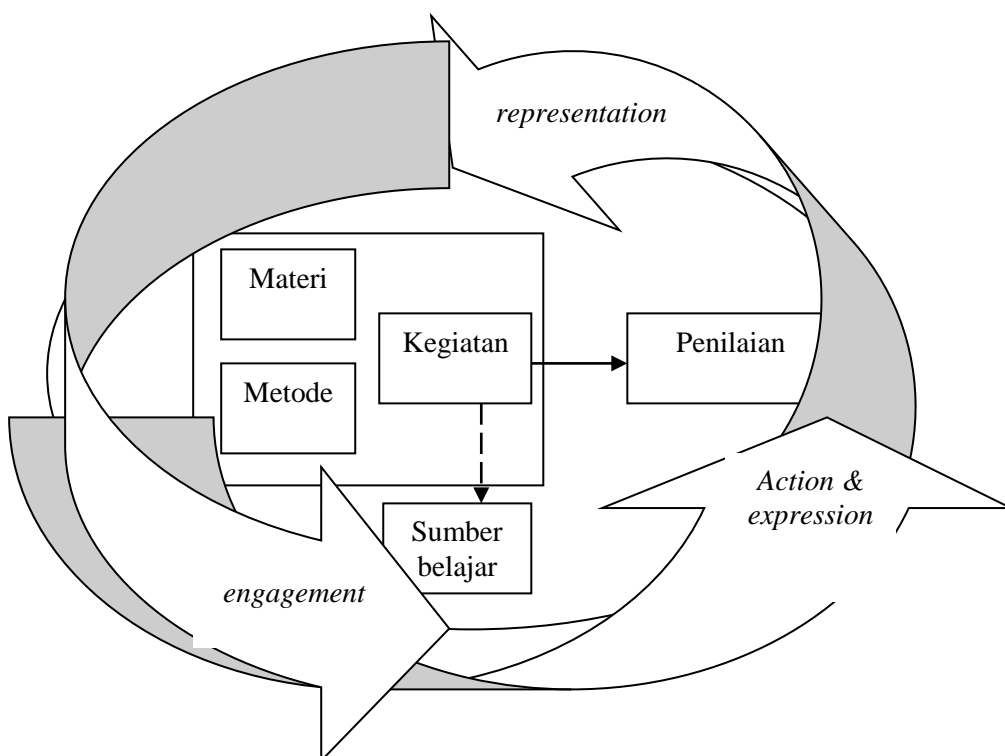 representation
Materi
Kegiatan
Penilaian
Metode
Action &
expression
Sumber
belajar
engagement